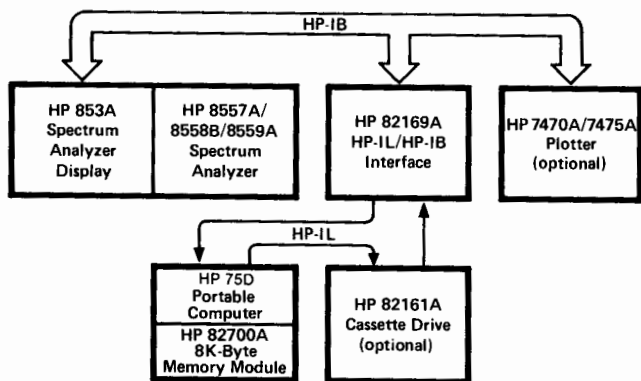 HP-IB
HP 853A
Spectrum
Analyzer
Display
HP 8557A/
8558B/8559A
Spectrum
Analyzer
HP 82169A
HP-IL/HP-IB
Interface
HP 7470A/7475A
Plotter
(optional)
HP-IL
HP 75D
Portable
Computer
HP 82700A
8K-Byte
Memory Module
HP 82161A
Cassette Drive
(optional)